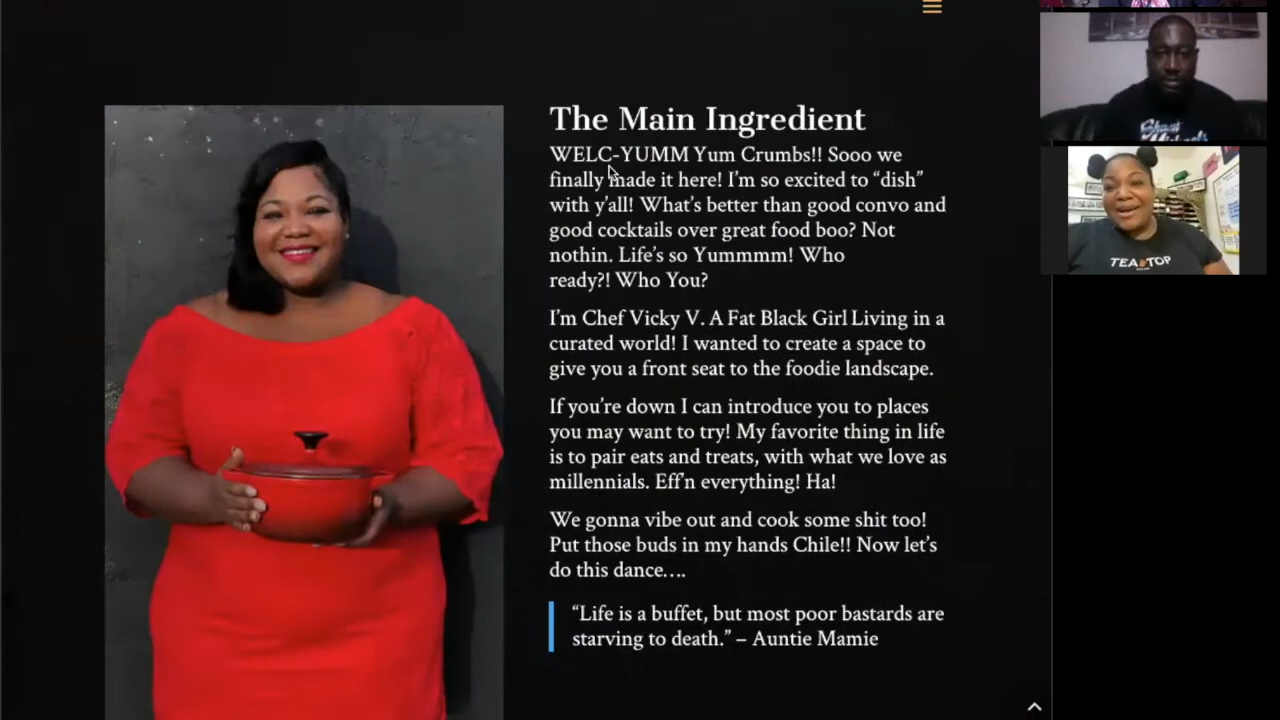 The Main Ingredient
WELC-YUMM Yum Crumbs!! Sooo we
finally made it here! I’m so excited to “dish”
with y’all! What’s better than good convo and
good cocktails over great food boo? Not
nothin. Life’s so Yummmm! Who
ready?! Who You?
I’m Chef Vicky V. A Fat Black Girl Living in a
curated world! I wanted to create a space to
give you a front seat to the foodie landscape.
If you’re down I can introduce you to places
you may want to try! My favorite thing in life
is to pair eats and treats, with what we love as
millennials. Eff’n everything! Ha!
We gonna vibe out and cook some shit too!
Put those buds in my hands Chile!! Now let’s
do this dance….
“Life is a buffet, but most poor bastards are
starving to death.” – Auntie Mamie
TEA TOP